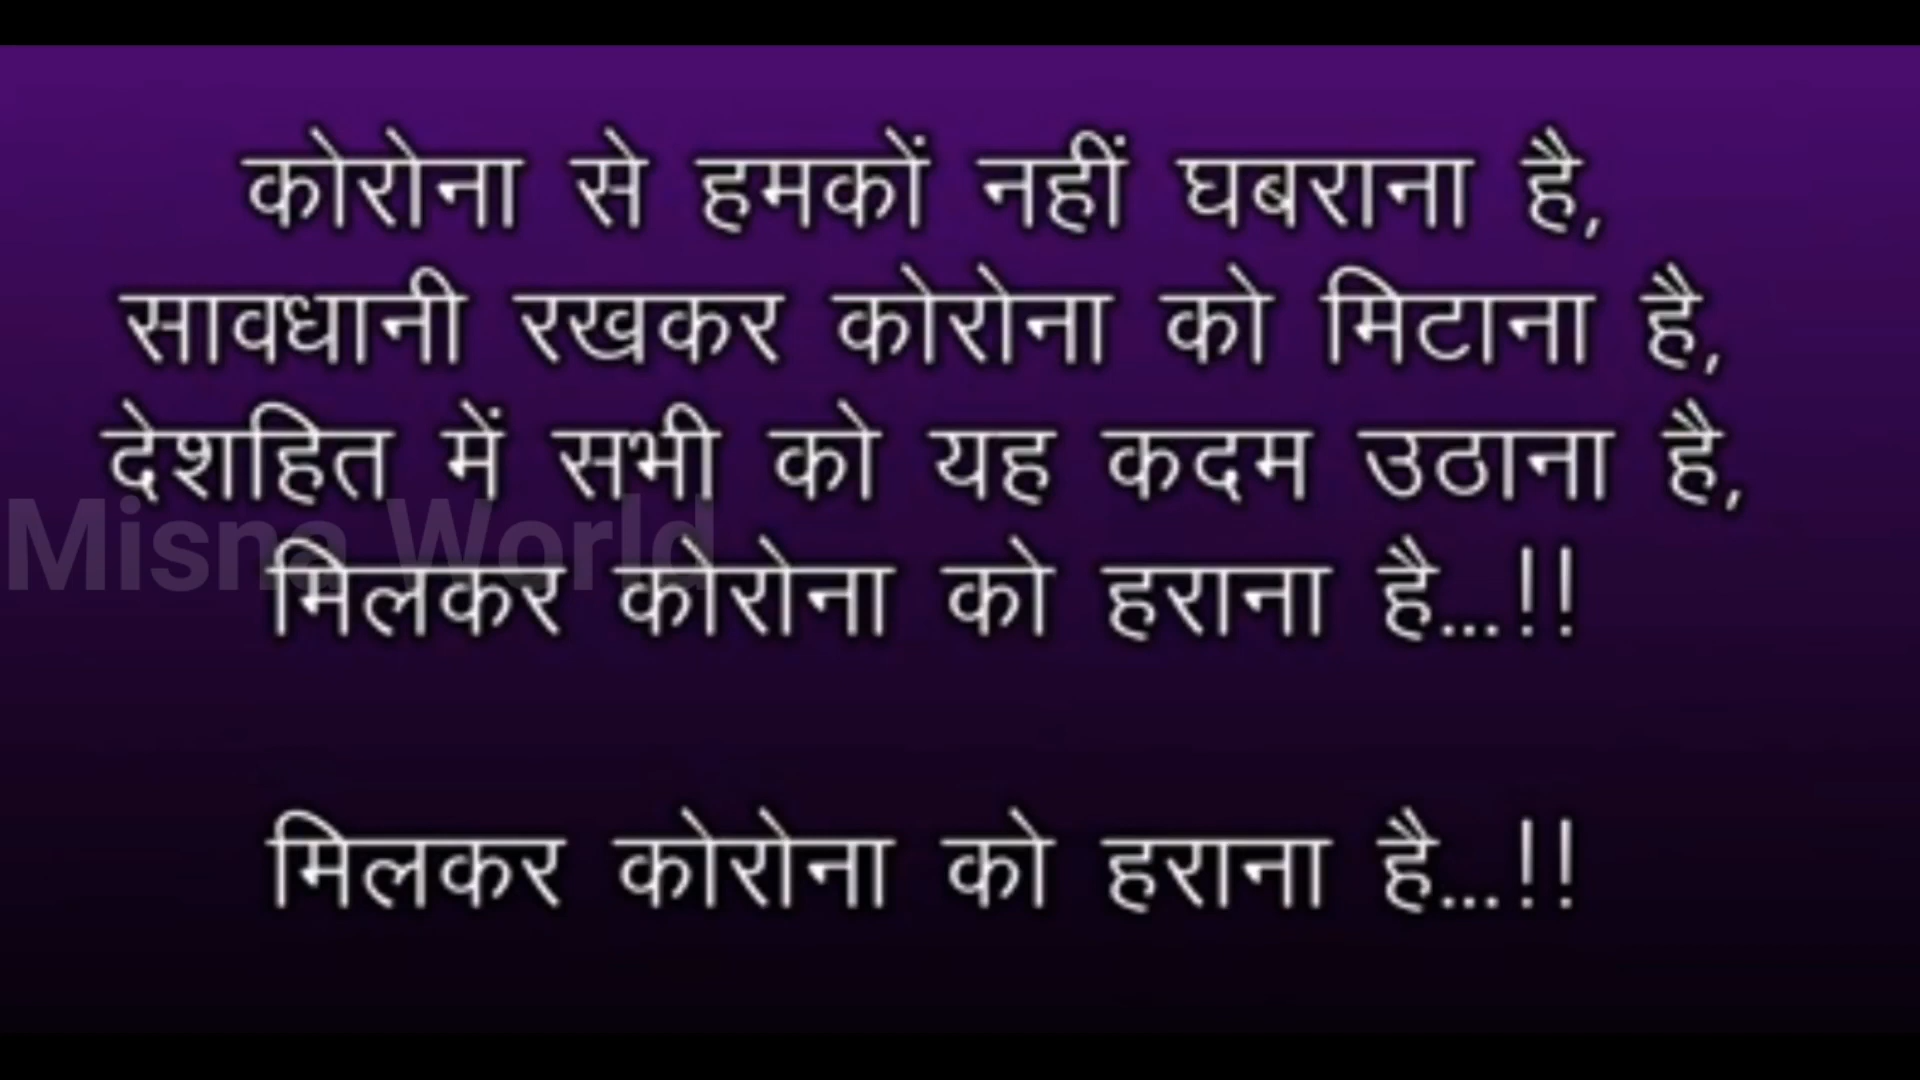 कोरोना से हमकों नहीं घबराना है,
सावधानी रखकर कोरोना को मिटाना है,
देशहित में सभी को यह कदम उठाना है,
Misna World
मिलकर कोरोना को हराना है...!!
मिलकर कोरोना को हराना है...!!